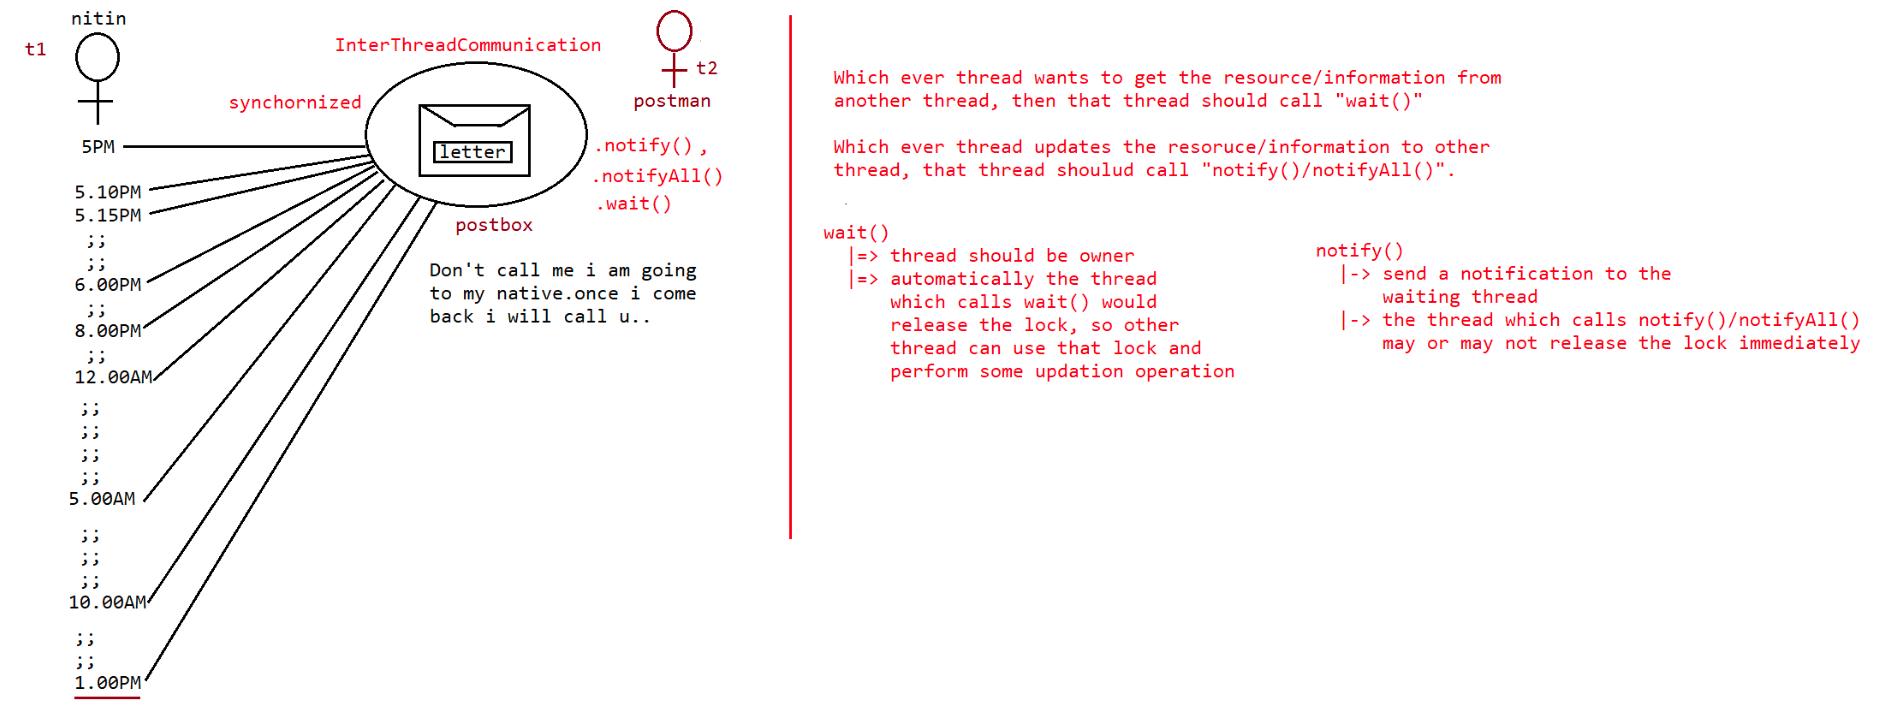 nitin
t1
InterThreadCommunication
t2
synchornized
postman
letter
5PM
.notify() ,
.notifyAll()
.wait()
5.10PM
5.15PM
;;
;;
6.00PM
;;
8.00PM
;;
12.00AM
;;
;;
;;
;;
5.00AM
;;
;;
;;
10.00AM
;;
;;
1.00PM
postbox
Don't call me i am going
to my native.once i come
back i will call u..
Which ever thread wants to get the resource/information from
another thread, then that thread should call "wait()"
Which ever thread updates the resoruce/information to other
thread, that thread shoulud call "notify()/notifyAll()".
wait()
|=> thread should be owner
|=> automatically the thread
which calls wait() would
release the lock, so other
thread can use that lock and
perform some updation operation
notify()
|-> send a notification to the
waiting thread
|-> the thread which calls notify()/notifyAll()
may or may not release the lock immediately